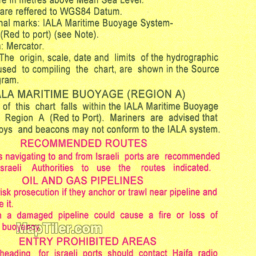 are in metres above Mean Sea Level.
are reffered to WGS84 Datum.
nal marks: IALA Maritime Buoyage System-
(Red to port) (see Note).
: Mercator.
The origin, scale, date and limits of the hydrographic
used to compiling the chart, are shown in the Source
gram.
ALA MARITIME BUOYAGE (REGION A)
of this chart falls within the IALA Maritime Buoyage
Region A (Red to Port). Mariners are advised that
oys and beacons may not conform to the IALA system.
RECOMMENDED ROUTES
s navigating to and from Israeli ports are recommended
sraeli Authorities to use the routes indicated.
OIL AND GAS PIPELINES
risk prosecution if they anchor or trawl near pipeline and
e it.
a damaged pipeline could cause a fire or loss of
buoyancy.
MapTiler.com
ENTRY PROHIBITED AREAS
heading for israeli ports should contact Haifa radio